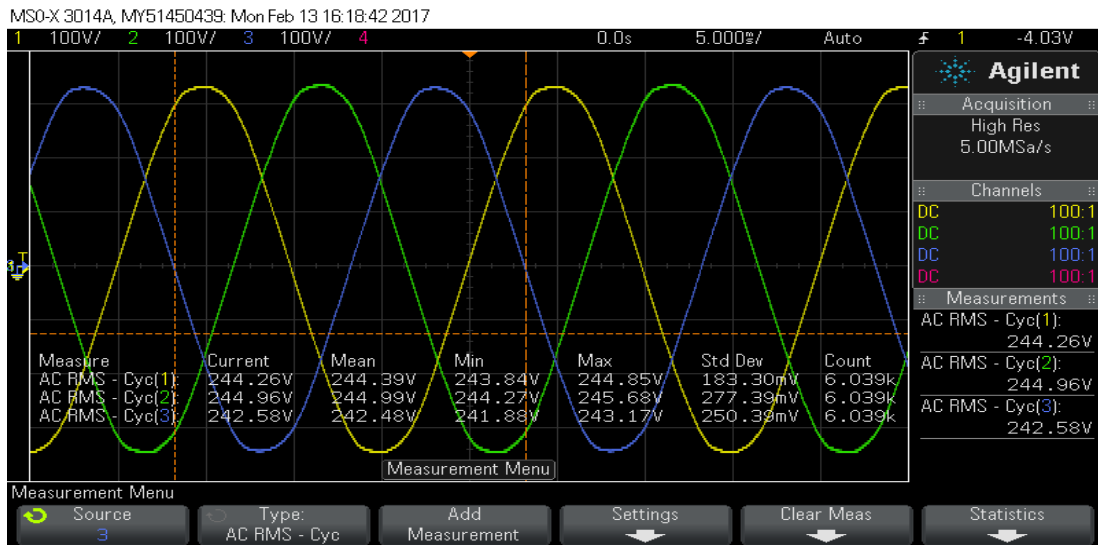 MSO-X 3014A, MY51450439: Mon Feb 13 16:18:42 2017
1 100V/ 2 100V/ 3 100V/ 4 0.0s 5.000ms/ Auto 1 -4.03V
Agilent
Acquisition
High Res
5.00MSa/s
Channels
DC 100:1
DC 100:1
DC 100:1
DC 100:1
Measurements
AC RMS - Cyc(1):
244.26V
AC RMS - Cyc(2):
244.96V
AC RMS - Cyc(3):
242.58V
T
Measure Current Mean Min Max Std Dev Count
AC RMS - Cyc(1): 244.26V 244.39V 243.84V 244.85V 183.30mV 6.039k
AC RMS - Cyc(2): 244.96V 244.99V 244.27V 245.68V 277.39mV 6.039k
AC RMS - Cyc(3): 242.58V 242.48V 241.88V 243.17V 250.39mV 6.039k
Measurement Menu
Measurement Menu
Source
3
Type:
AC RMS - Cyc
Add
Measurement
Settings
Clear Meas
Statistics